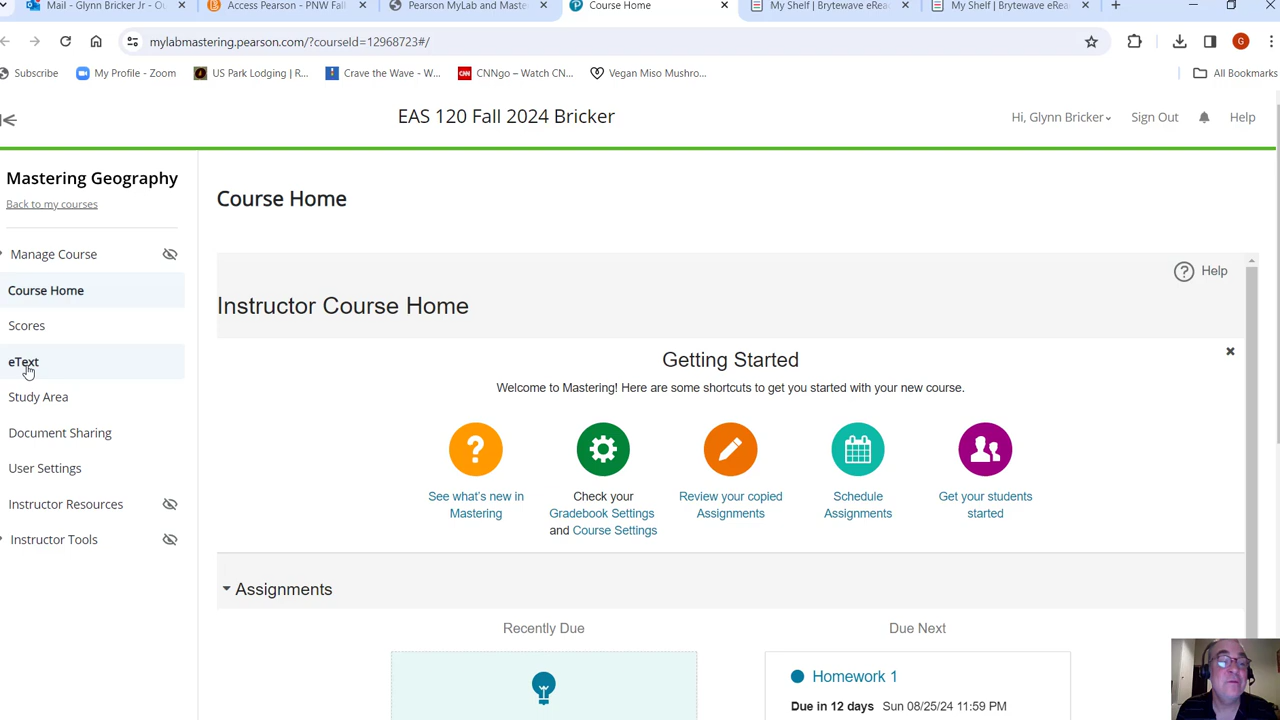 Mail - Glynn Bricker Jr - Ou
Access Pearson - PNW Fall
Pearson MyLab and Maste
Course Home
My Shelf | Brytewave eRea
My Shelf | Brytewave eRea
mylabmastering.pearson.com/?courseId=12968723#/
G
Subscribe
My Profile - Zoom
US Park Lodging | R...
Crave the Wave - W...
CNN
CNNgo – Watch CN...
Vegan Miso Mushro...
All Bookmarks
EAS 120 Fall 2024 Bricker
Hi, Glynn Bricker
Sign Out
Help
Mastering Geography
Back to my courses
Manage Course
Course Home
Scores
eText
Study Area
Document Sharing
User Settings
Instructor Resources
Instructor Tools
Course Home
Help
Instructor Course Home
Getting Started
Welcome to Mastering! Here are some shortcuts to get you started with your new course.
See what's new in
Mastering
Check your
Gradebook Settings
and Course Settings
Review your copied
Assignments
Schedule
Assignments
Get your students
started
Assignments
Recently Due
Due Next
Homework 1
Due in 12 days Sun 08/25/24 11:59 PM